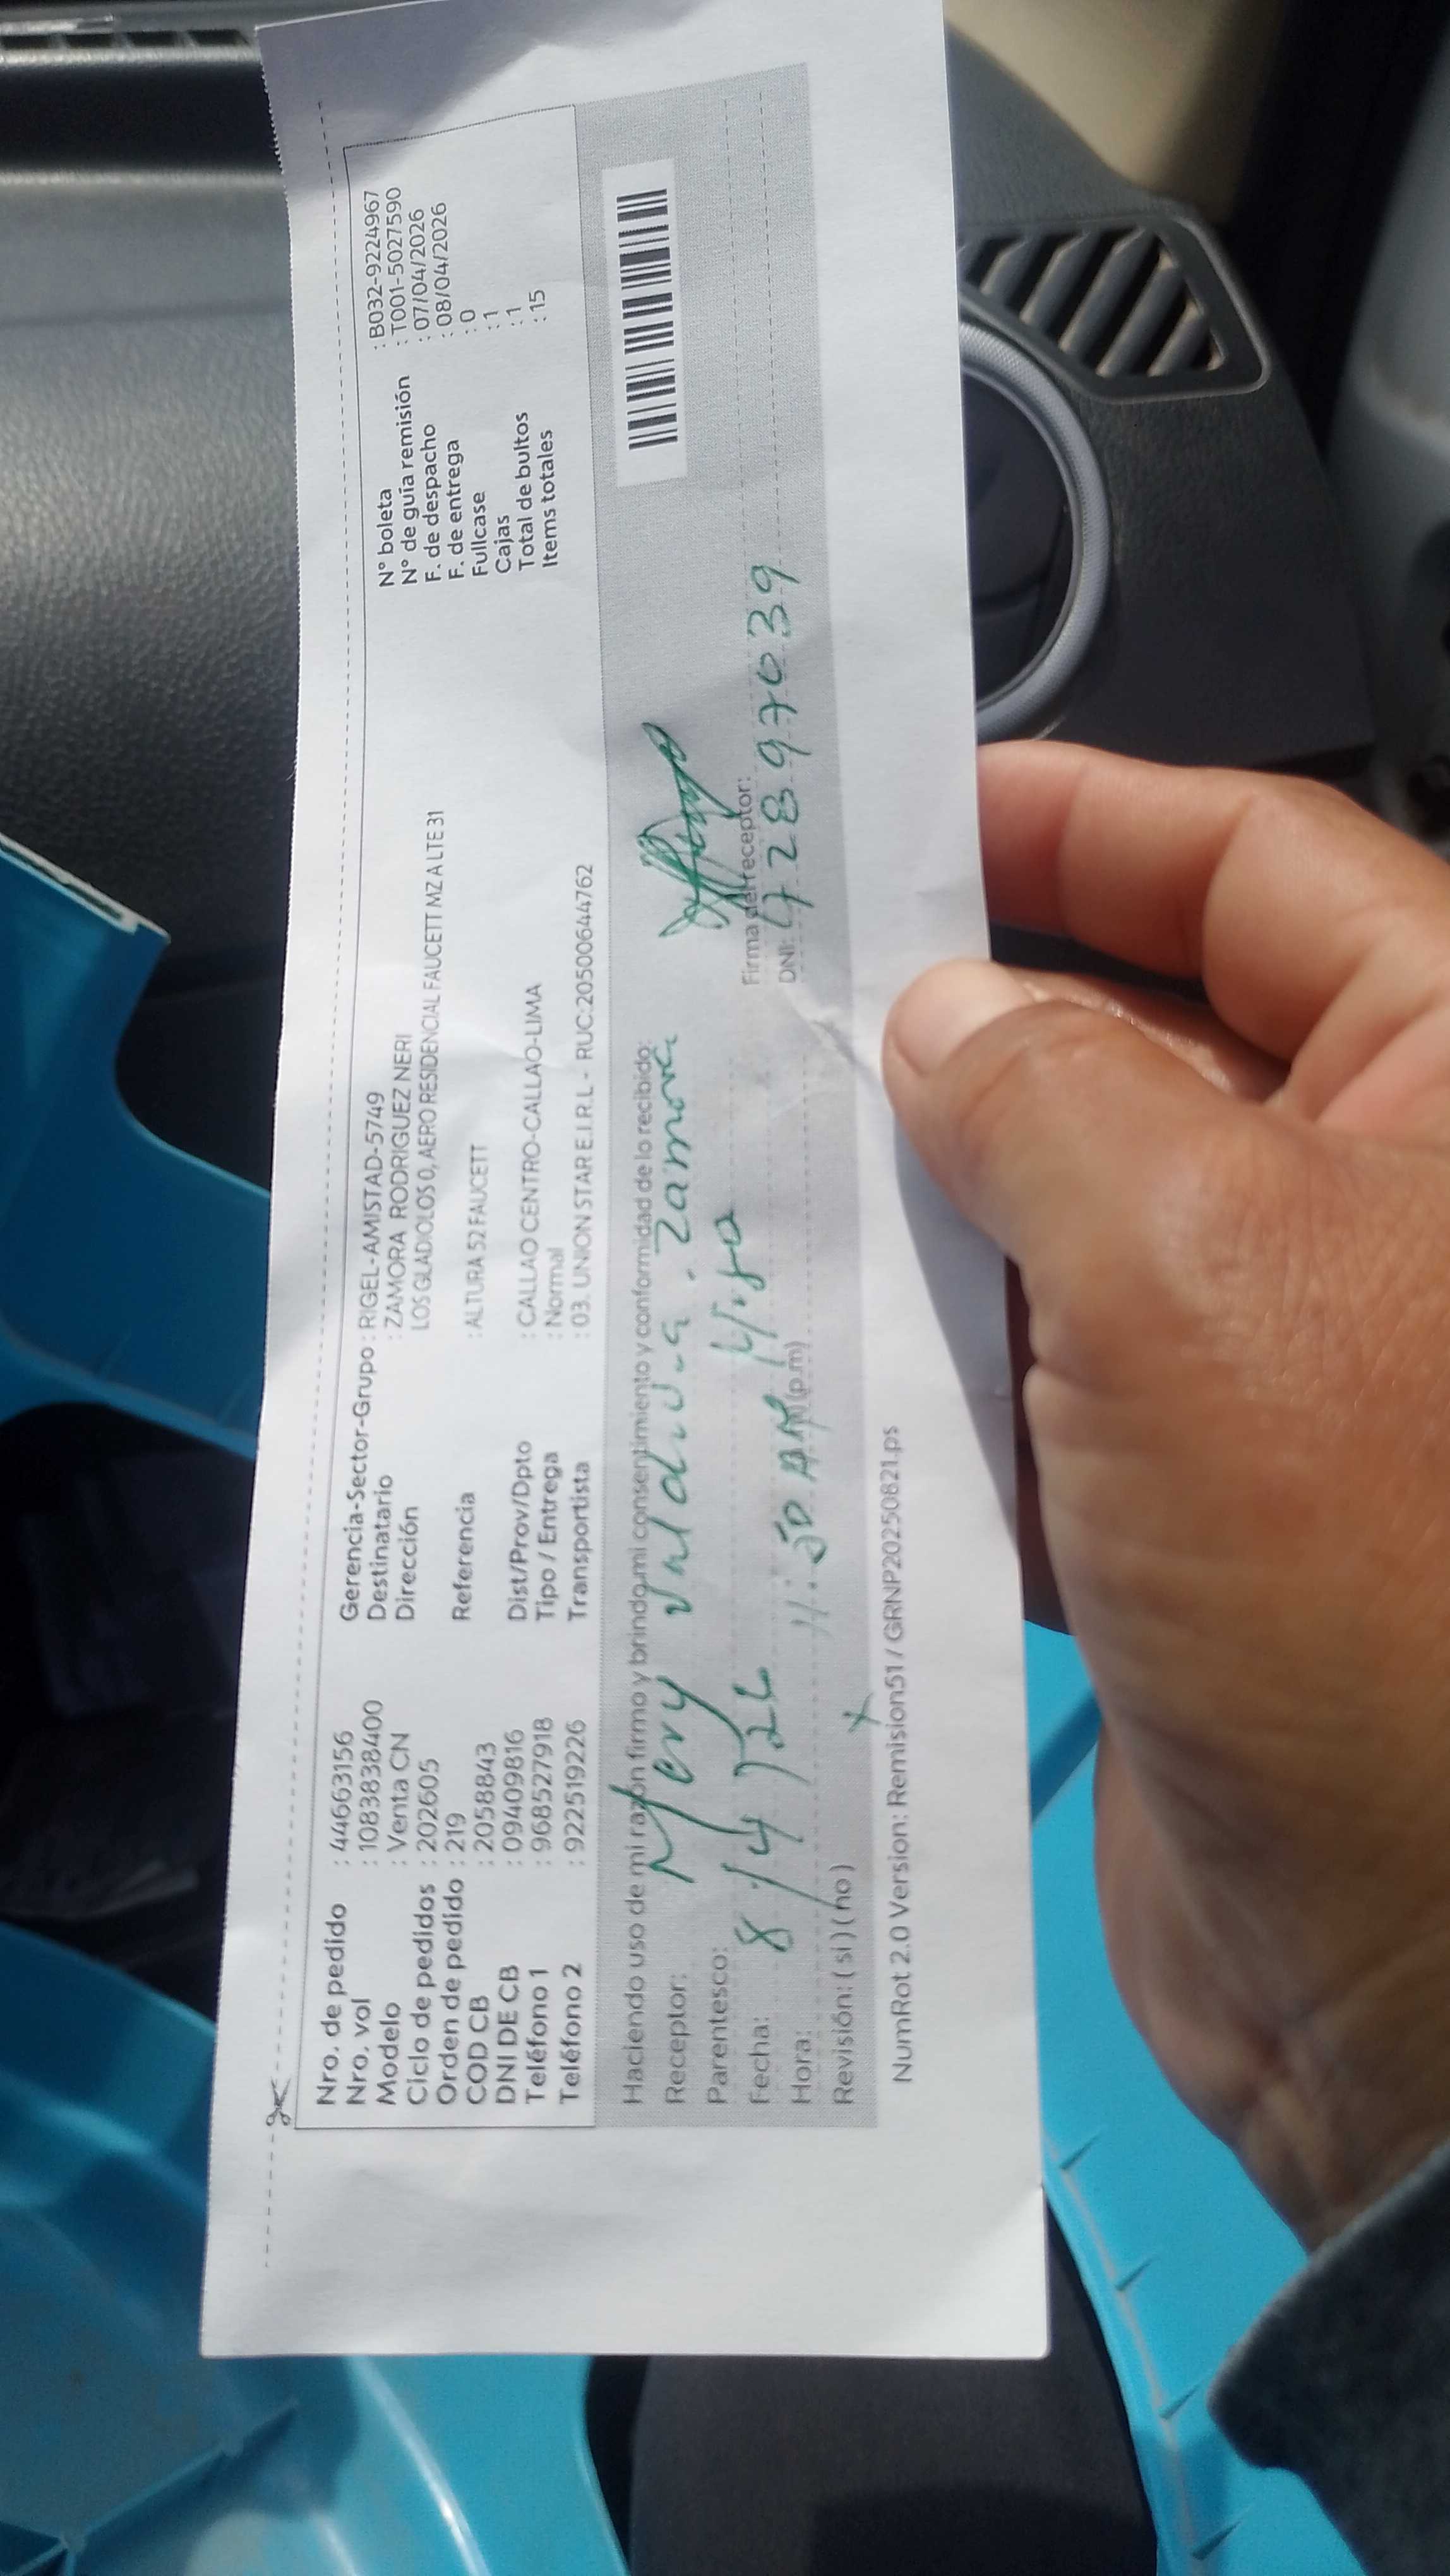 Nro. de pedido : 44663156
Nro. vol : 10838384​00
Modelo : Venta CN
Ciclo de pedidos : 202605
Orden de pedido : 219
COD CB : 2058843
DNI DE CB : 09409816
Teléfono 1 : 968527918
Teléfono 2 : 922519226
Gerencia-Sector-Grupo : RIGEL-AMISTAD-5749
Destinatario : ZAMORA RODRIGUEZ NERI
Dirección LOS GLADIOLOS 0, AERO RESIDENCIAL FAUCETT MZ A LTE 31
Referencia : ALTURA 52 FAUCETT
Dist/Prov/Dpto : CALLAO CENTRO-CALLAO-LIMA
Tipo / Entrega : Normal
Transportista : 03. UNION STAR E.I.R.L - RUC:20500644762
N° boleta : B032-9224967
N° de guía remisión : T001-5027590
F. de despacho : 07/04/2026
F. de entrega : 08/04/2026
Fullcase : 0
Cajas : 1
Total de bultos : 1
Items totales : 15
Haciendo uso de mi razón firmo y brindo mi consentimiento y conformidad de lo recibido:
Receptor: Zamora
Parentesco: Hijo
Fecha: 8 /4 /26
Hora: 11:50 AM (p.m)
Firma del receptor:
DNI: 72897039
Revisión: ( si ) ( no ) X
NumRot 2.0 Version: Remision51 / GRNP20250821.ps